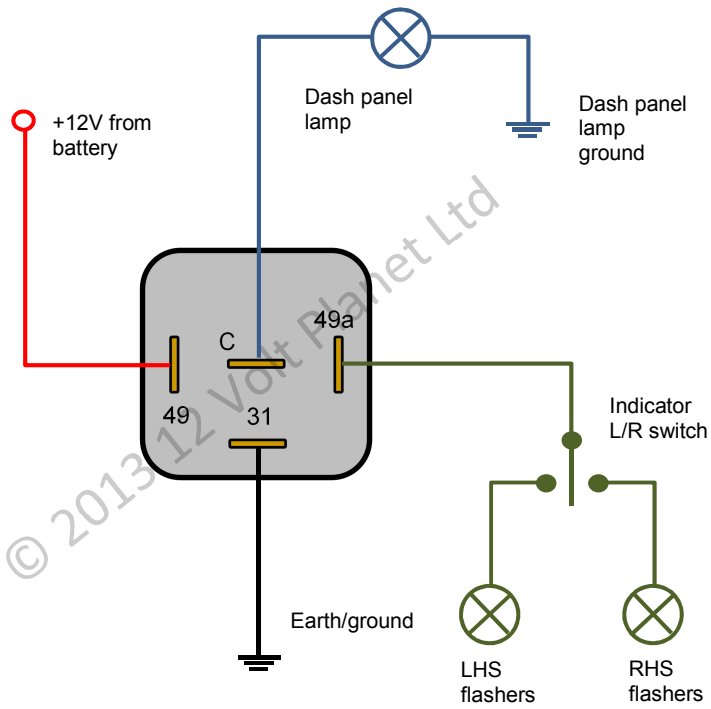 Dash panel
lamp
Dash panel
lamp
ground
+12V from
battery
49a
C
49
31
Indicator
L/R switch
Earth/ground
LHS
flashers
RHS
flashers
© 2013 12 Volt Planet Ltd